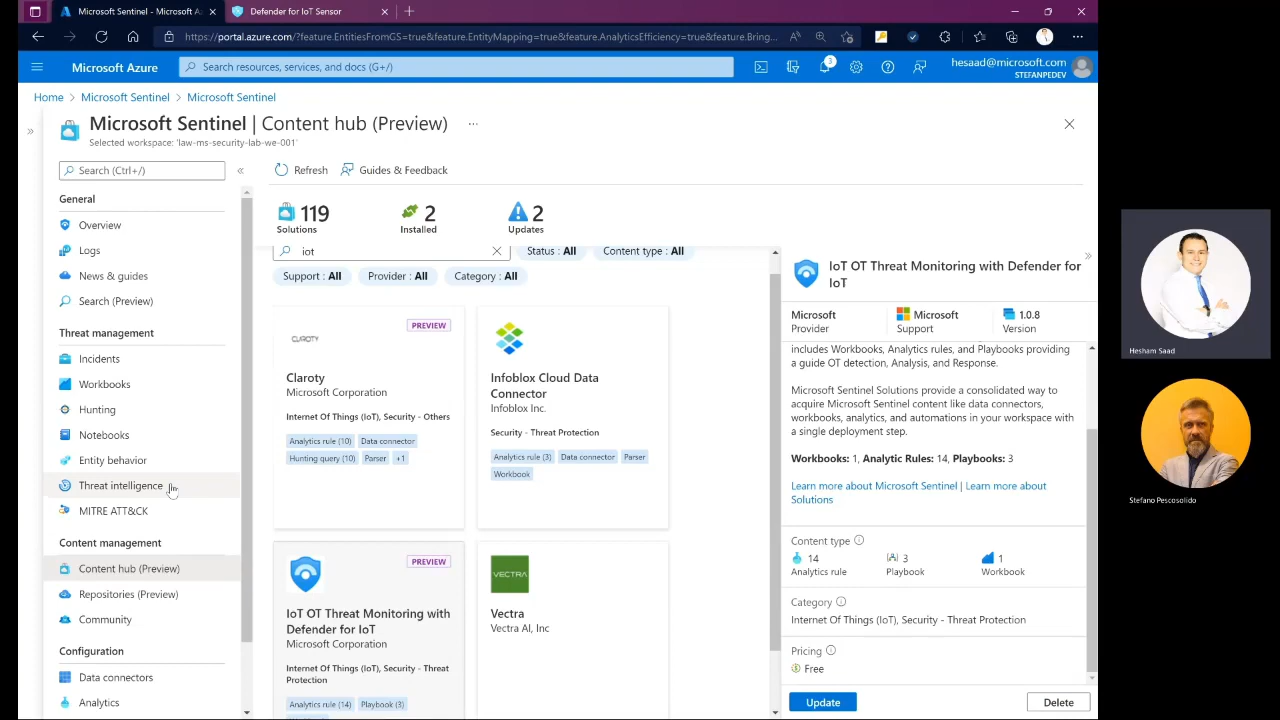 Microsoft Sentinel - Microsoft Az
Defender for IoT Sensor
https://portal.azure.com/?feature.EntitiesFromGS=true&feature.EntityMapping=true&feature.AnalyticsEfficiency=true&feature.Bring...
Microsoft Azure
Search resources, services, and docs (G+/)
3
hesaad@microsoft.com
STEFANPEDEV
Home > Microsoft Sentinel > Microsoft Sentinel
Microsoft Sentinel | Content hub (Preview) ...
Selected workspace: 'law-ms-security-lab-we-001'
Search (Ctrl+/)
General
Overview
Logs
News & guides
Search (Preview)
Threat management
Incidents
Workbooks
Hunting
Notebooks
Entity behavior
Threat intelligence
MITRE ATT&CK
Content management
Content hub (Preview)
Repositories (Preview)
Community
Configuration
Data connectors
Analytics
Refresh
Guides & Feedback
119
Solutions
2
Installed
2
Updates
iot
Status : All
Content type : All
Support : All
Provider : All
Category : All
PREVIEW
CLAROTY
Claroty
Microsoft Corporation
Internet Of Things (IoT), Security - Others
Analytics rule (10)
Data connector
Hunting query (10)
Parser
+1
Infoblox Cloud Data
Connector
Infoblox Inc.
Security - Threat Protection
Analytics rule (3)
Data connector
Parser
Workbook
PREVIEW
IoT OT Threat Monitoring with
Defender for IoT
Microsoft Corporation
Internet Of Things (IoT), Security - Threat
Protection
Analytics rule (14)
Playbook (3)
VECTRA
Vectra
Vectra AI, Inc
IoT OT Threat Monitoring with Defender for
IoT
Microsoft
Provider
Microsoft
Support
1.0.8
Version
includes Workbooks, Analytics rules, and Playbooks providing
a guide OT detection, Analysis, and Response.
Microsoft Sentinel Solutions provide a consolidated way to
acquire Microsoft Sentinel content like data connectors,
workbooks, analytics, and automations in your workspace with
a single deployment step.
Workbooks: 1, Analytic Rules: 14, Playbooks: 3
Learn more about Microsoft Sentinel | Learn more about
Solutions
Content type
14
Analytics rule
3
Playbook
1
Workbook
Category
Internet Of Things (IoT), Security - Threat Protection
Pricing
Free
Update
Delete
Hesham Saad
Stefano Pescosolido